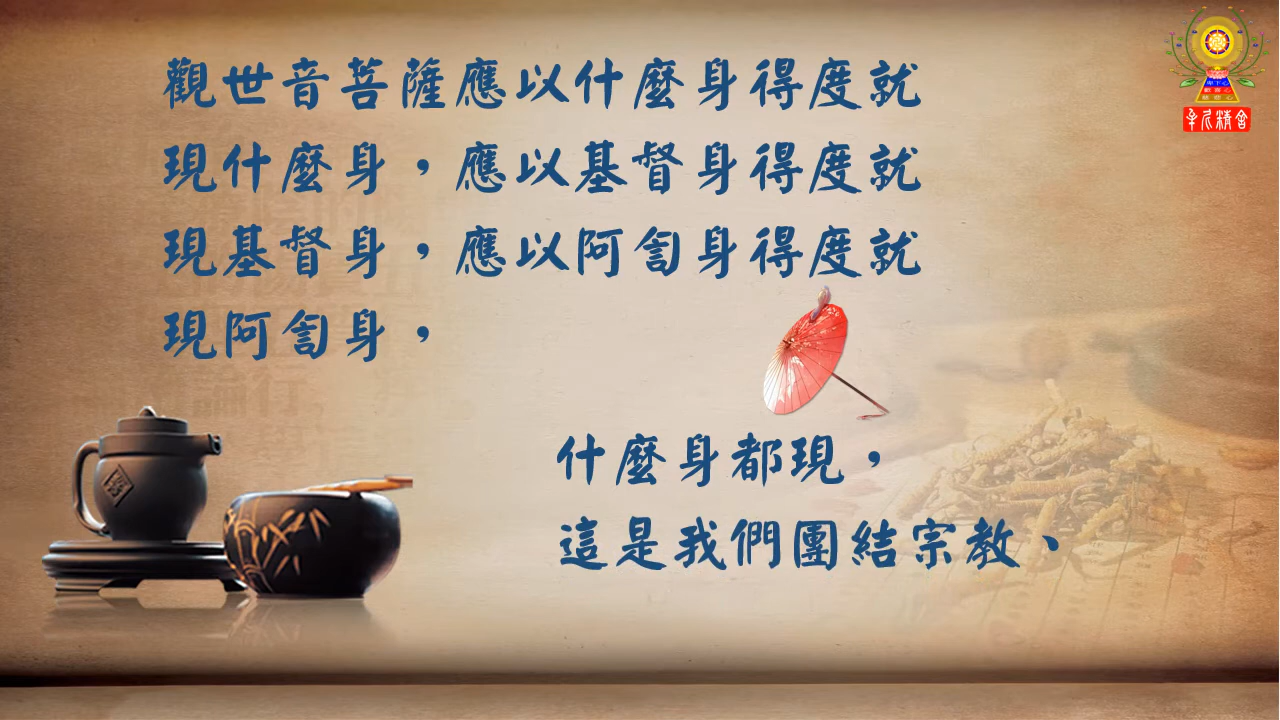 觀世音菩薩應以什麼身得度就
現什麼身，應以基督身得度就
現基督身，應以阿訇身得度就
現阿訇身，
什麼身都現，
這是我們團結宗教、